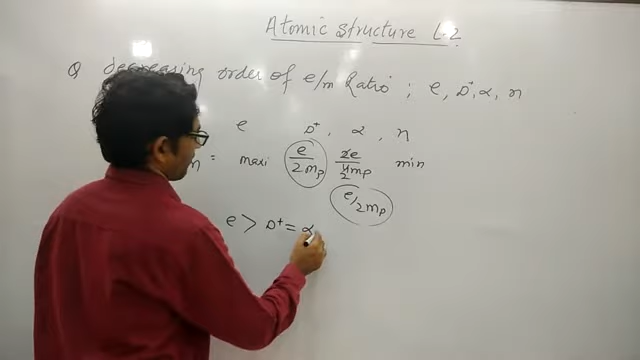 Atomic structure L-2
Q decreasing order of e/m Ratio ; e, D⁺, α, n
e D⁺, α, n
m = maxi e/2mₚ 2e/4mₚ min
e/2mₚ
e > D⁺ = α